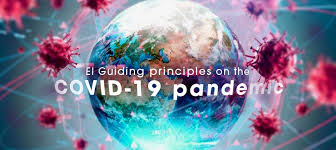 EI Guiding principles on the
COVID-19 pandemic